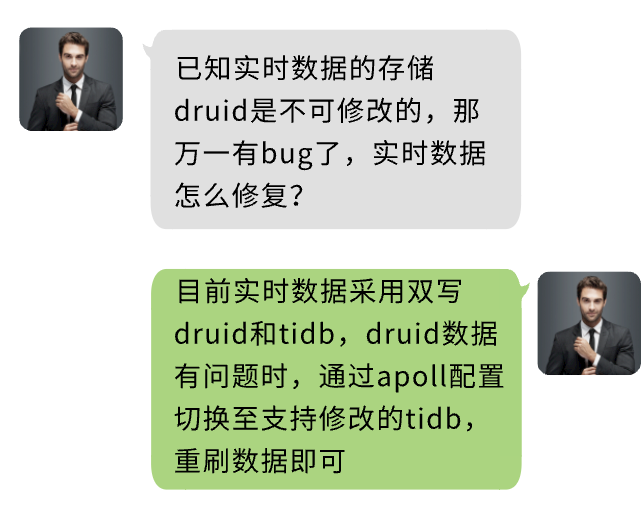 已知实时数据的存储
druid是不可修改的，那
万一有bug了，实时数据
怎么修复？
目前实时数据采用双写
druid和tidb，druid数据
有问题时，通过apoll配置
切换至支持修改的tidb，
重刷数据即可